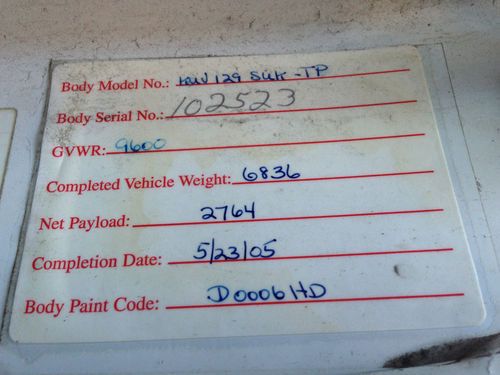 Body Model No.: KUV 129 SUK -TP
Body Serial No.: 102523
GVWR: 9600
Completed Vehicle Weight: 6836
Net Payload: 2764
Completion Date: 5/23/05
Body Paint Code: D0006HD